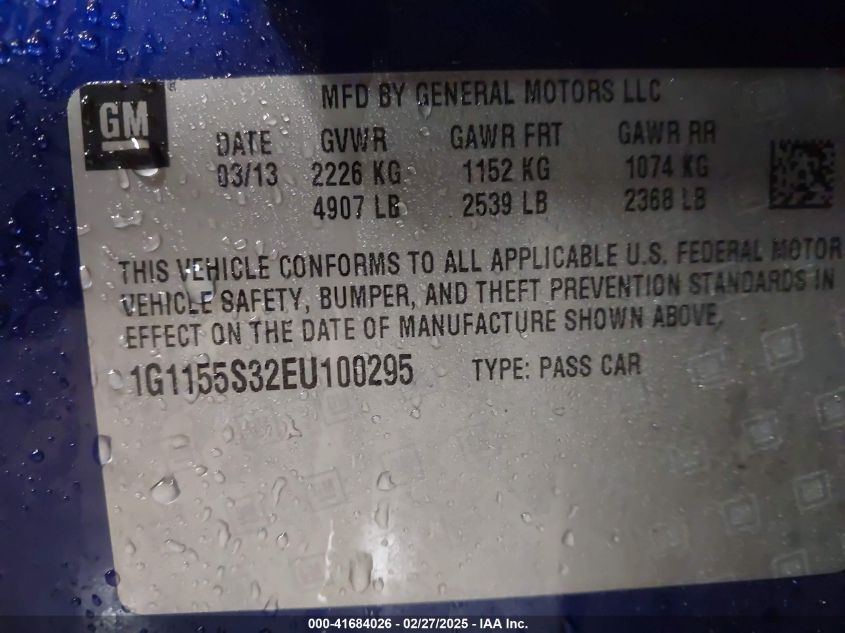 GM
MFD BY GENERAL MOTORS LLC
DATE GVWR GAWR FRT GAWR RR
03/13 2226 KG 1152 KG 1074 KG
4907 LB 2539 LB 2368 LB
THIS VEHICLE CONFORMS TO ALL APPLICABLE U.S. FEDERAL MOTOR
VEHICLE SAFETY, BUMPER, AND THEFT PREVENTION STANDARDS IN
EFFECT ON THE DATE OF MANUFACTURE SHOWN ABOVE.
1G1155S32EU100295 TYPE: PASS CAR
000-41684026 - 02/27/2025 - IAA Inc.